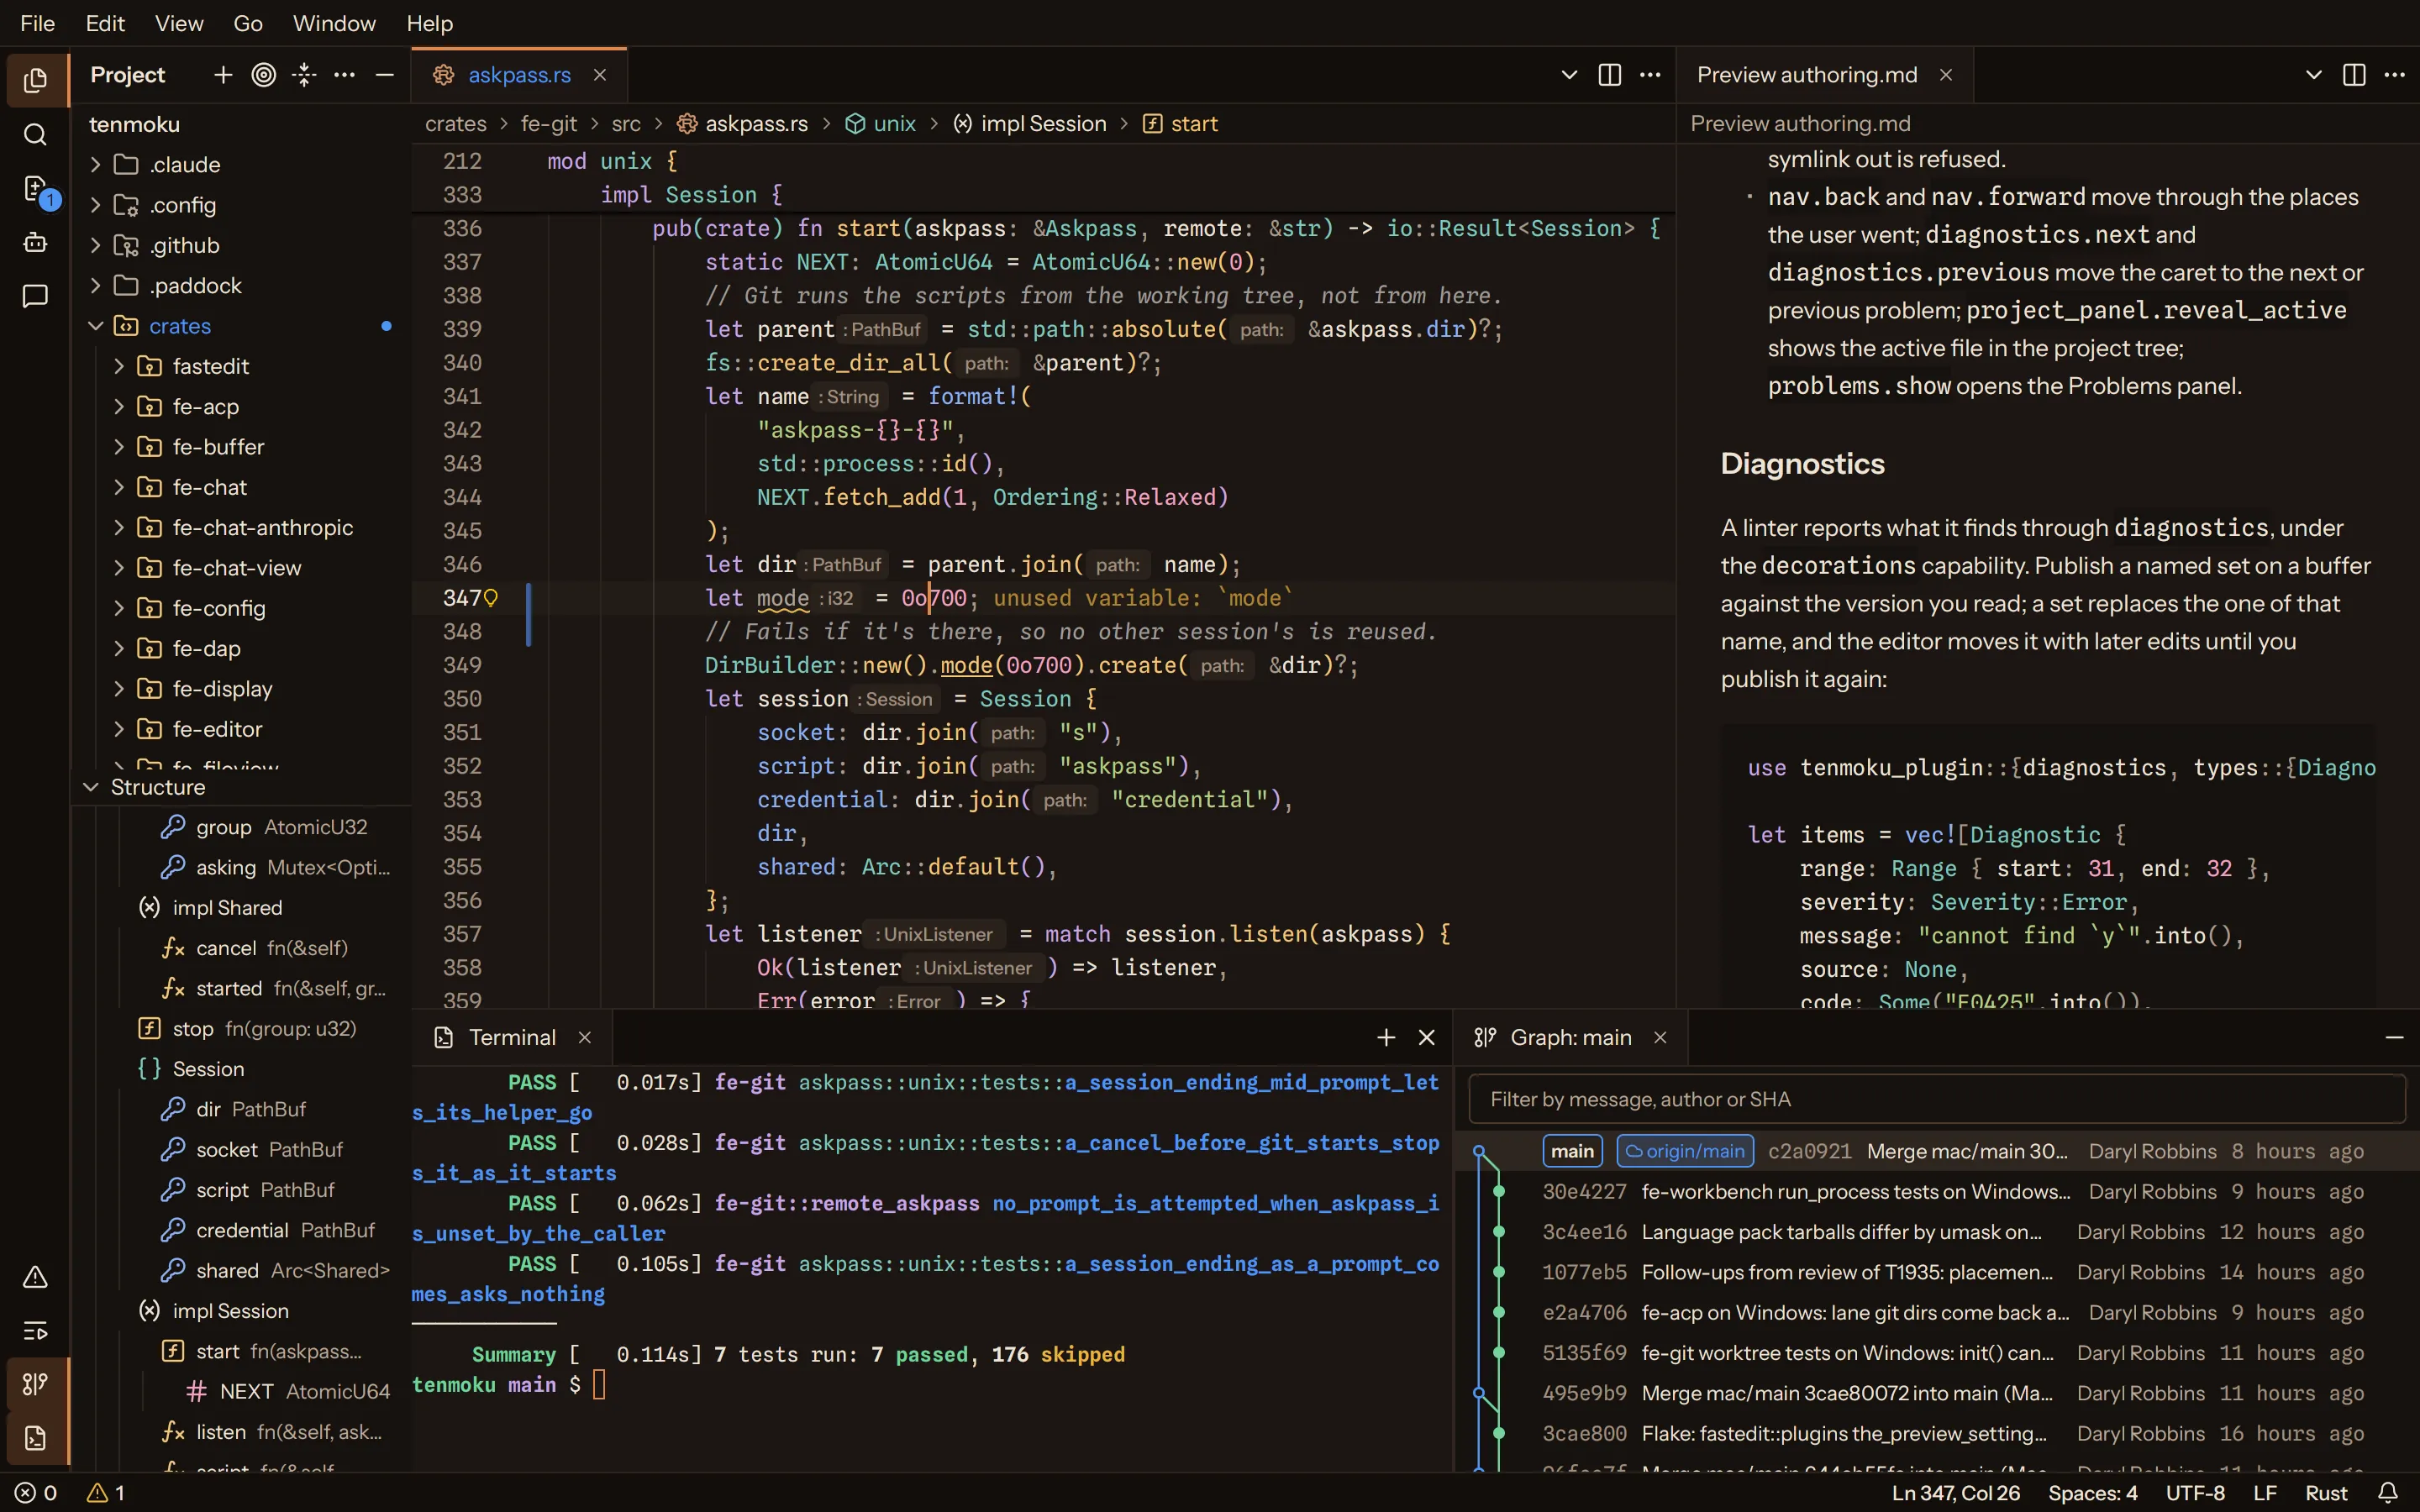 File Edit View Go Window Help
Project
askpass.rs
Preview authoring.md
tenmoku
.claude
.config
.github
.paddock
crates
fastedit
fe-acp
fe-buffer
fe-chat
fe-chat-anthropic
fe-chat-view
fe-config
fe-dap
fe-display
fe-editor
fe-fileview
1
Structure
group AtomicU32
asking Mutex<Opti...
impl Shared
cancel fn(&self)
started fn(&self, gr...
stop fn(group: u32)
Session
dir PathBuf
socket PathBuf
script PathBuf
credential PathBuf
shared Arc<Shared>
impl Session
start fn(askpass...
NEXT AtomicU64
listen fn(&self, ask...
script fn(&self
crates > fe-git > src > askpass.rs > unix > impl Session > start
212 mod unix {
333 impl Session {
336 pub(crate) fn start(askpass: &Askpass, remote: &str) -> io::Result<Session> {
337 static NEXT: AtomicU64 = AtomicU64::new(0);
338 // Git runs the scripts from the working tree, not from here.
339 let parent : PathBuf = std::path::absolute( path: &askpass.dir)?;
340 fs::create_dir_all( path: &parent)?;
341 let name : String = format!(
342 "askpass-{}-{}",
343 std::process::id(),
344 NEXT.fetch_add(1, Ordering::Relaxed)
345 );
346 let dir : PathBuf = parent.join( path: name);
347 let mode : i32 = 0o700; unused variable: `mode`
348 // Fails if it's there, so no other session's is reused.
349 DirBuilder::new().mode(0o700).create( path: &dir)?;
350 let session : Session = Session {
351 socket: dir.join( path: "s"),
352 script: dir.join( path: "askpass"),
353 credential: dir.join( path: "credential"),
354 dir,
355 shared: Arc::default(),
356 };
357 let listener : UnixListener = match session.listen(askpass) {
358 Ok(listener : UnixListener ) => listener,
359 Err(error : Error ) => {
Preview authoring.md
symlink out is refused.
· nav.back and nav.forward move through the places
the user went; diagnostics.next and
diagnostics.previous move the caret to the next or
previous problem; project_panel.reveal_active
shows the active file in the project tree;
problems.show opens the Problems panel.
Diagnostics
A linter reports what it finds through diagnostics, under
the decorations capability. Publish a named set on a buffer
against the version you read; a set replaces the one of that
name, and the editor moves it with later edits until you
publish it again:
use tenmoku_plugin::{diagnostics, types::{Diagno
let items = vec![Diagnostic {
range: Range { start: 31, end: 32 },
severity: Severity::Error,
message: "cannot find `y`".into(),
source: None,
code: Some("E0425".into()),
Terminal
PASS [ 0.017s] fe-git askpass::unix::tests::a_session_ending_mid_prompt_let
s_its_helper_go
PASS [ 0.028s] fe-git askpass::unix::tests::a_cancel_before_git_starts_stop
s_it_as_it_starts
PASS [ 0.062s] fe-git::remote_askpass no_prompt_is_attempted_when_askpass_i
s_unset_by_the_caller
PASS [ 0.105s] fe-git askpass::unix::tests::a_session_ending_as_a_prompt_co
mes_asks_nothing
Summary [ 0.114s] 7 tests run: 7 passed, 176 skipped
tenmoku main $
Graph: main
Filter by message, author or SHA
main origin/main c2a0921 Merge mac/main 30... Daryl Robbins 8 hours ago
30e4227 fe-workbench run_process tests on Windows... Daryl Robbins 9 hours ago
3c4ee16 Language pack tarballs differ by umask on... Daryl Robbins 12 hours ago
1077eb5 Follow-ups from review of T1935: placemen... Daryl Robbins 14 hours ago
e2a4706 fe-acp on Windows: lane git dirs come back a... Daryl Robbins 9 hours ago
5135f69 fe-git worktree tests on Windows: init() can... Daryl Robbins 11 hours ago
495e9b9 Merge mac/main 3cae80072 into main (Ma... Daryl Robbins 11 hours ago
3cae800 Flake: fastedit::plugins the_preview_setting... Daryl Robbins 16 hours ago
0 1
Ln 347, Col 26 Spaces: 4 UTF-8 LF Rust